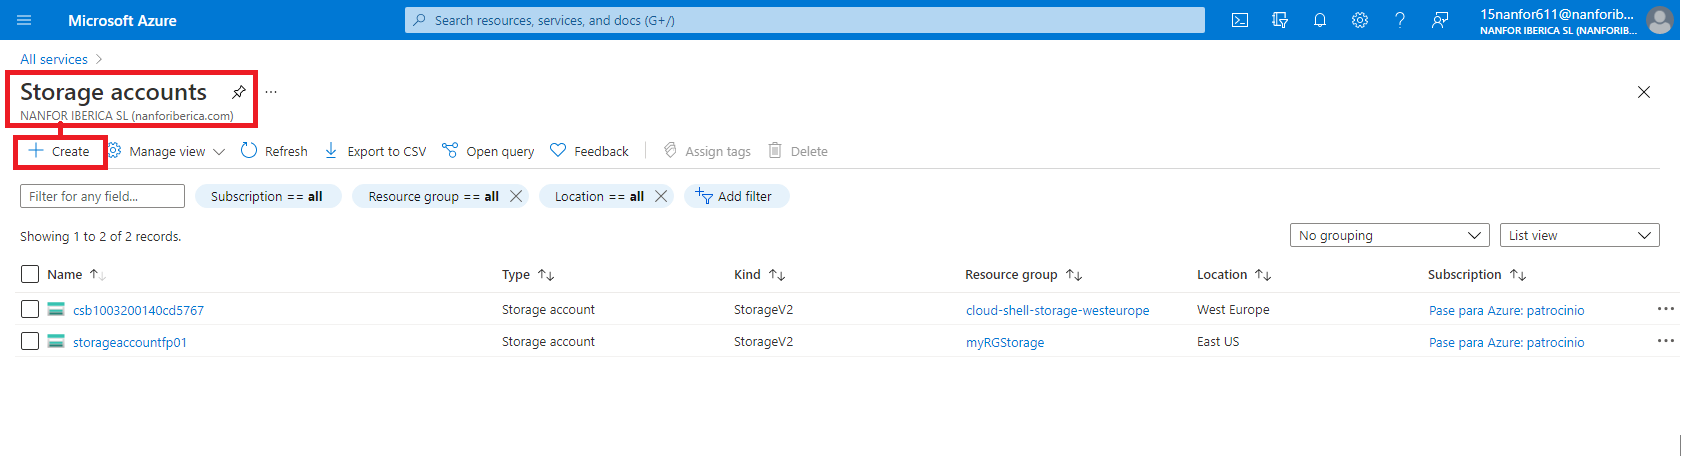 Microsoft Azure
Search resources, services, and docs (G+/)
15nanfor611@nanforib...
NANFOR IBERICA SL (NANFORIB...
All services
Storage accounts
...
NANFOR IBERICA SL (nanforiberica.com)
Create Manage view Refresh Export to CSV Open query Feedback Assign tags Delete
Filter for any field... Subscription == all Resource group == all Location == all Add filter
Showing 1 to 2 of 2 records. No grouping List view
Name Type Kind Resource group Location Subscription
csb1003200140cd5767 Storage account StorageV2 cloud-shell-storage-westeurope West Europe Pase para Azure: patrocinio ...
storageaccountfp01 Storage account StorageV2 myRGStorage East US Pase para Azure: patrocinio ...